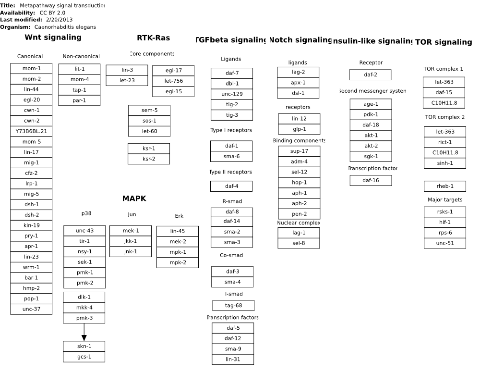 Title: Metapathway signal transducti
Availability: CC BY 2.0
Last modified: 2/20/2013
Organism: Caenorhabditis elegans
Wnt signaling
Canonical
mom-1
mom-2
lin-44
egl-20
cwn-1
cwn-2
Y73B6BL.21
mom-5
lin-17
mig-1
cfz-2
lrp-1
mig-5
dsh-1
dsh-2
kin-19
pry-1
apr-1
lin-23
wrm-1
bar-1
hmp-2
pop-1
unc-37
Non-canonical
lit-1
mom-4
tap-1
par-1
RTK-Ras
Core components
lin-3
let-23
egl-17
let-756
egl-15
sem-5
sos-1
let-60
ksr-1
ksr-2
MAPK
p38
unc-43
tir-1
nsy-1
sek-1
pmk-1
pmk-2
dlk-1
mkk-4
pmk-3
skn-1
gcs-1
Jun
mek-1
jkk-1
jnk-1
Erk
lin-45
mek-2
mpk-1
mpk-2
TGFbeta signaling
Ligands
daf-7
dbl-1
unc-129
tig-2
tig-3
Type I receptors
daf-1
sma-6
Type II receptors
daf-4
R-smad
daf-8
daf-14
sma-2
sma-3
Co-smad
daf-3
sma-4
I-smad
tag-68
Transcription factors
daf-5
daf-12
sma-9
lin-31
Notch signaling
ligands
lag-2
apx-1
dsl-1
receptors
lin-12
glp-1
Binding components
sup-17
adm-4
sel-12
hop-1
aph-1
aph-2
pen-2
Nuclear complex
lag-1
sel-8
Insulin-like signaling
Receptor
daf-2
Second messenger system
age-1
pdk-1
daf-18
akt-1
akt-2
sgk-1
Transcription factor
daf-16
TOR signaling
TOR complex 1
let-363
daf-15
C10H11.8
TOR complex 2
let-363
rict-1
C10H11.8
sinh-1
rheb-1
Major targets
rsks-1
hif-1
rps-6
unc-51